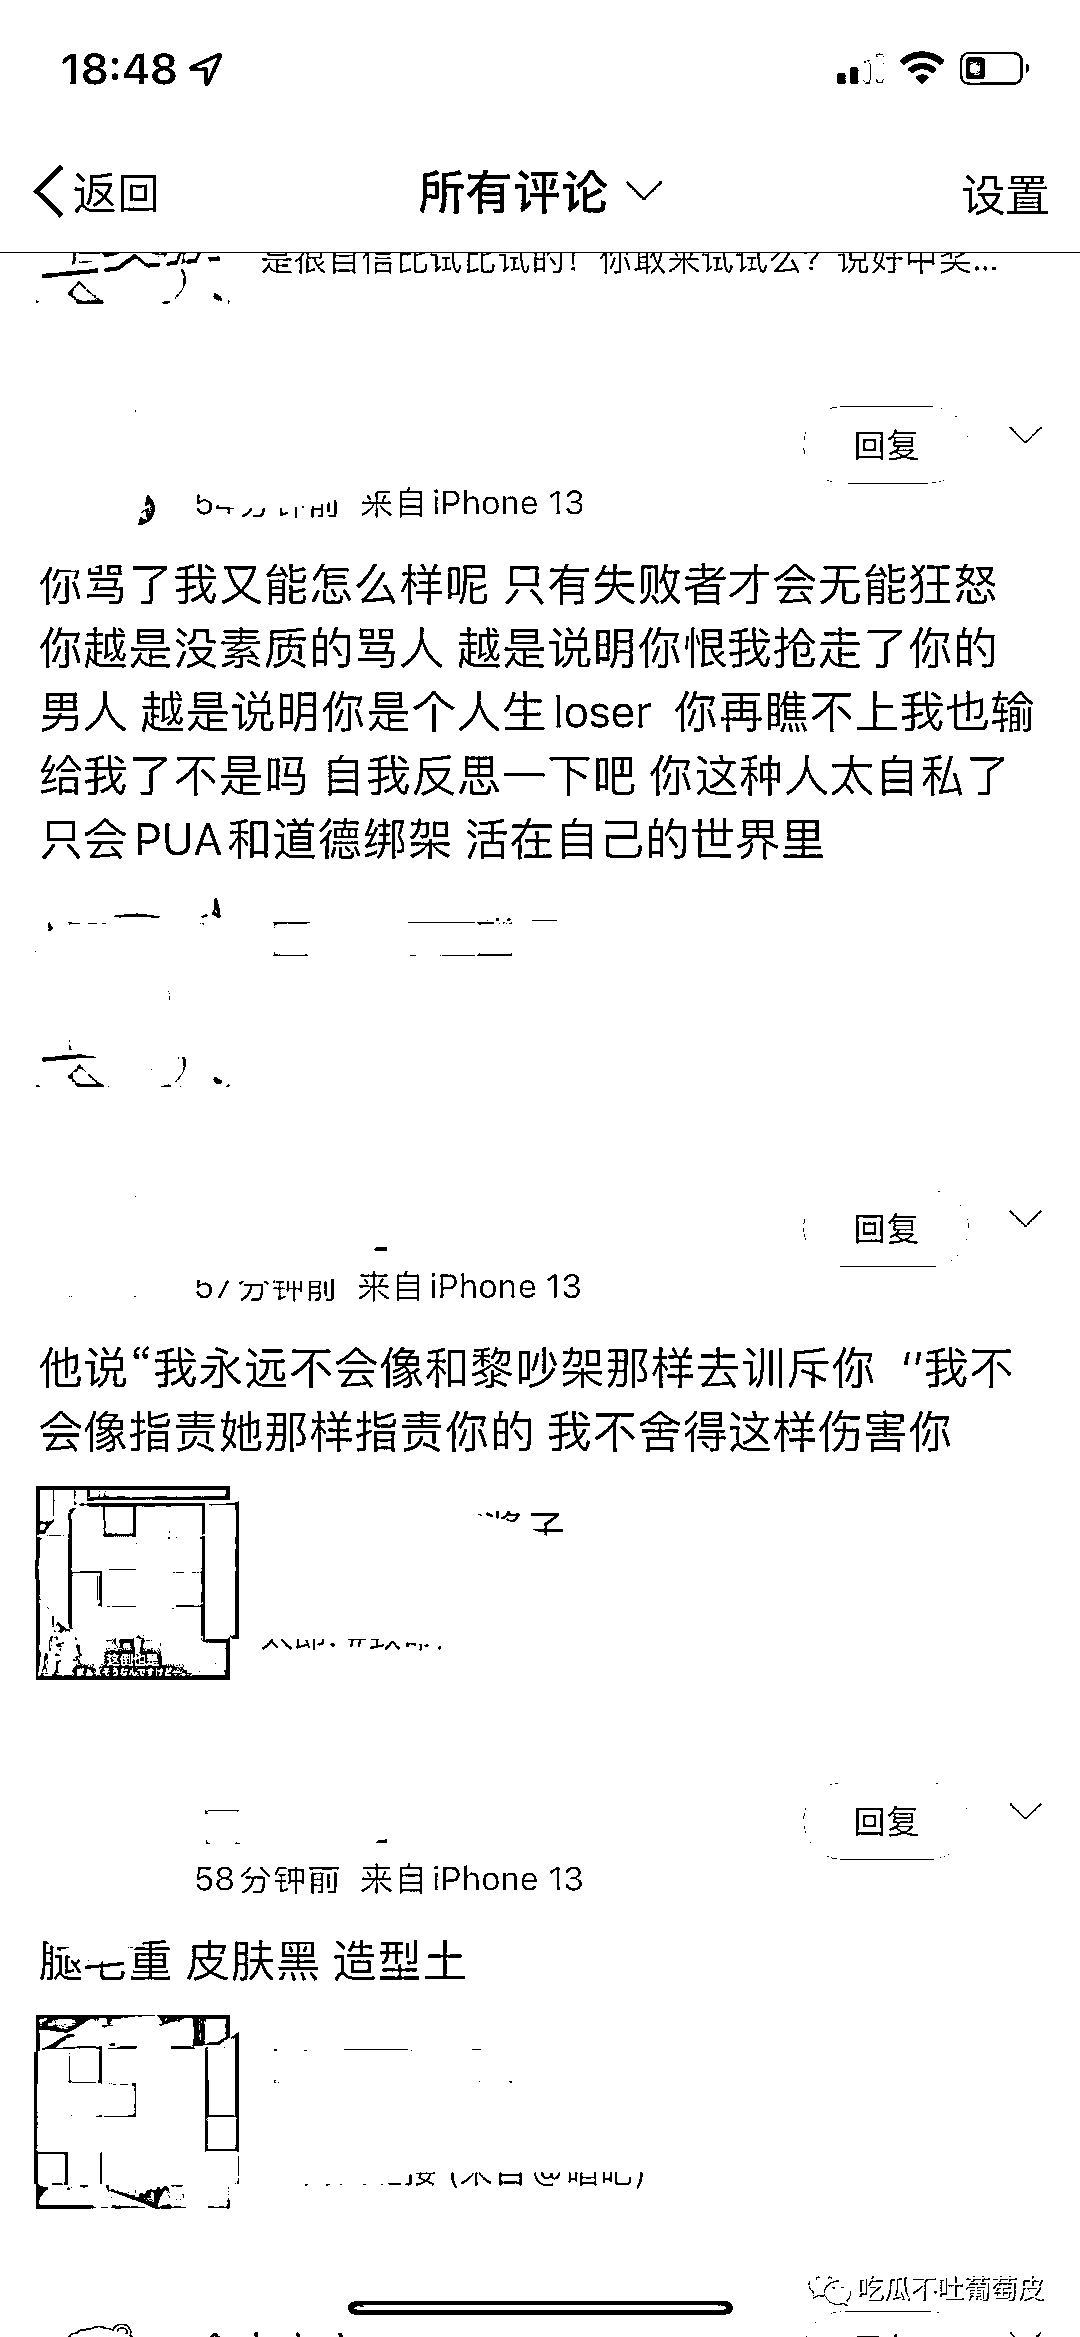 18:48
返回 所有评论 设置
是很自信比试比试的！你敢来试试么？说好中奖...
回复
54分钟前 来自iPhone 13
你骂了我又能怎么样呢 只有失败者才会无能狂怒
你越是没素质的骂人 越是说明你恨我抢走了你的
男人 越是说明你是个人生loser 你再瞧不上我也输
给我了不是吗 自我反思一下吧 你这种人太自私了
只会PUA和道德绑架 活在自己的世界里
回复
57分钟前 来自iPhone 13
他说“我永远不会像和黎吵架那样去训斥你 ”我不
会像指责她那样指责你的 我不舍得这样伤害你
子
这倒也是
回复
58分钟前 来自iPhone 13
腿毛重 皮肤黑 造型土
吃瓜不吐葡萄皮